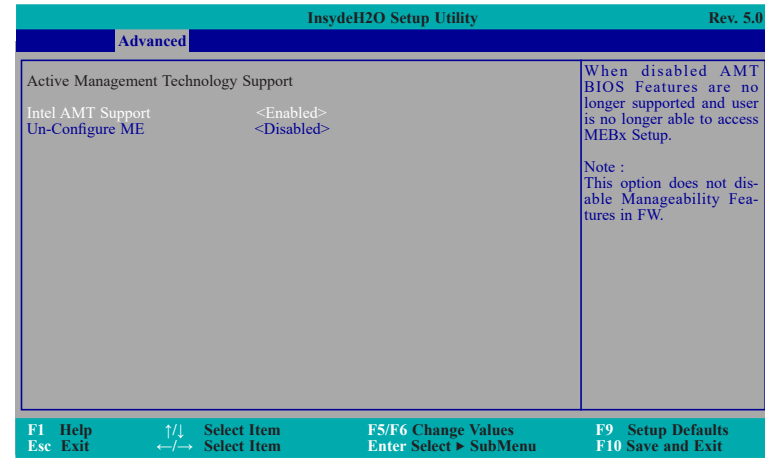 InsydeH2O Setup Utility Rev. 5.0
Advanced
Active Management Technology Support
Intel AMT Support <Enabled>
Un-Configure ME <Disabled>
When disabled AMT
BIOS Features are no
longer supported and user
is no longer able to access
MEBx Setup.
Note :
This option does not dis-
able Manageability Fea-
tures in FW.
F1 Help ↑/↓ Select Item F5/F6 Change Values F9 Setup Defaults
Esc Exit ←/→ Select Item Enter Select ► SubMenu F10 Save and Exit